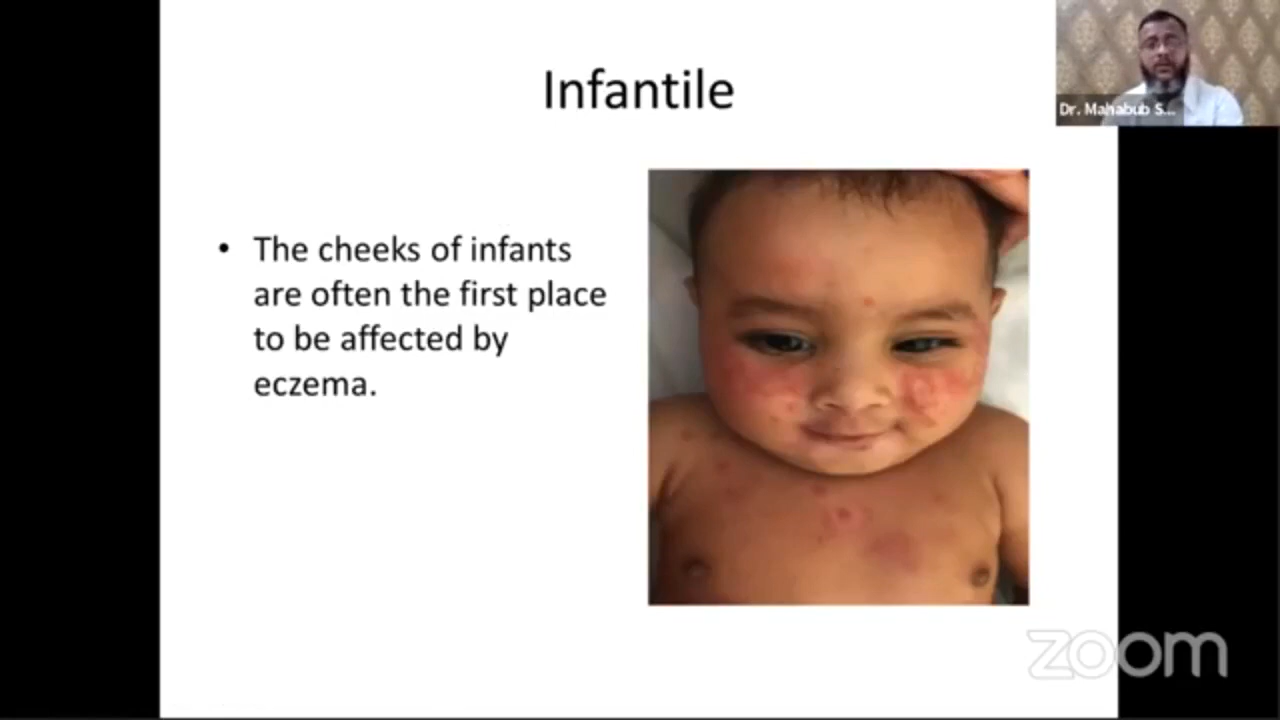 Infantile
Dr. Mahabub S...
• The cheeks of infants
are often the first place
to be affected by
eczema.
zoom